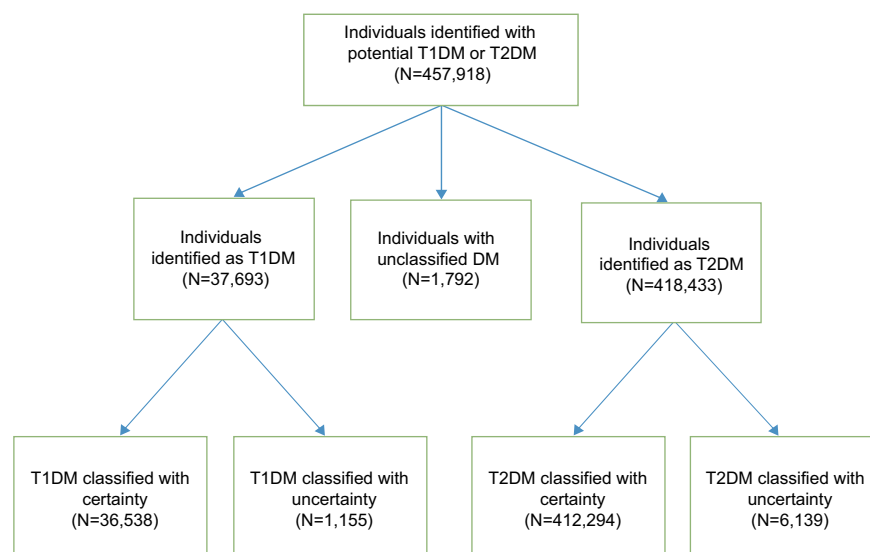 Individuals identified with
potential T1DM or T2DM
(N=457,918)
Individuals
identified as T1DM
(N=37,693)
Individuals with
unclassified DM
(N=1,792)
Individuals
identified as T2DM
(N=418,433)
T1DM classified with
certainty
(N=36,538)
T1DM classified with
uncertainty
(N=1,155)
T2DM classified with
certainty
(N=412,294)
T2DM classified with
uncertainty
(N=6,139)